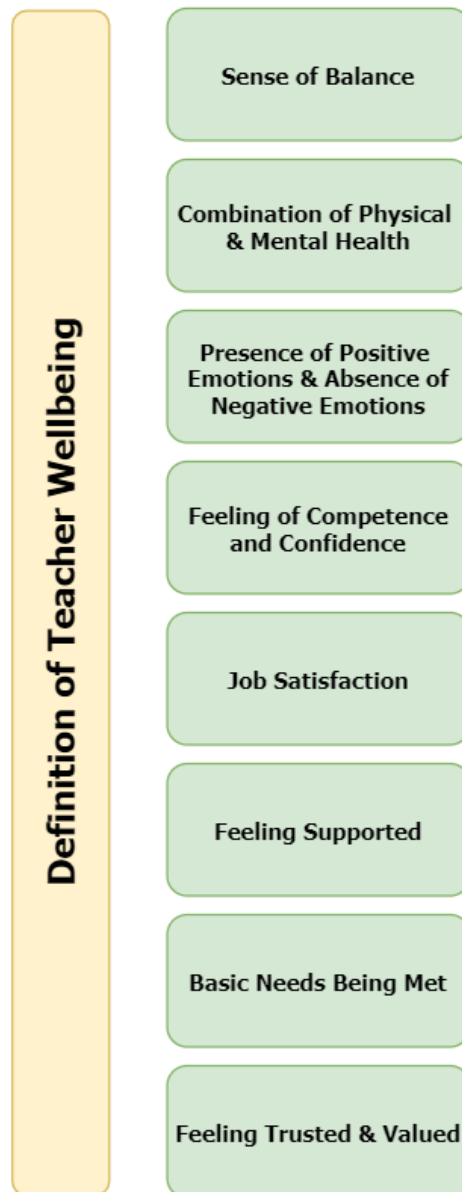 Definition of Teacher Wellbeing
Sense of Balance
Combination of Physical
& Mental Health
Presence of Positive
Emotions & Absence of
Negative Emotions
Feeling of Competence
and Confidence
Job Satisfaction
Feeling Supported
Basic Needs Being Met
Feeling Trusted & Valued